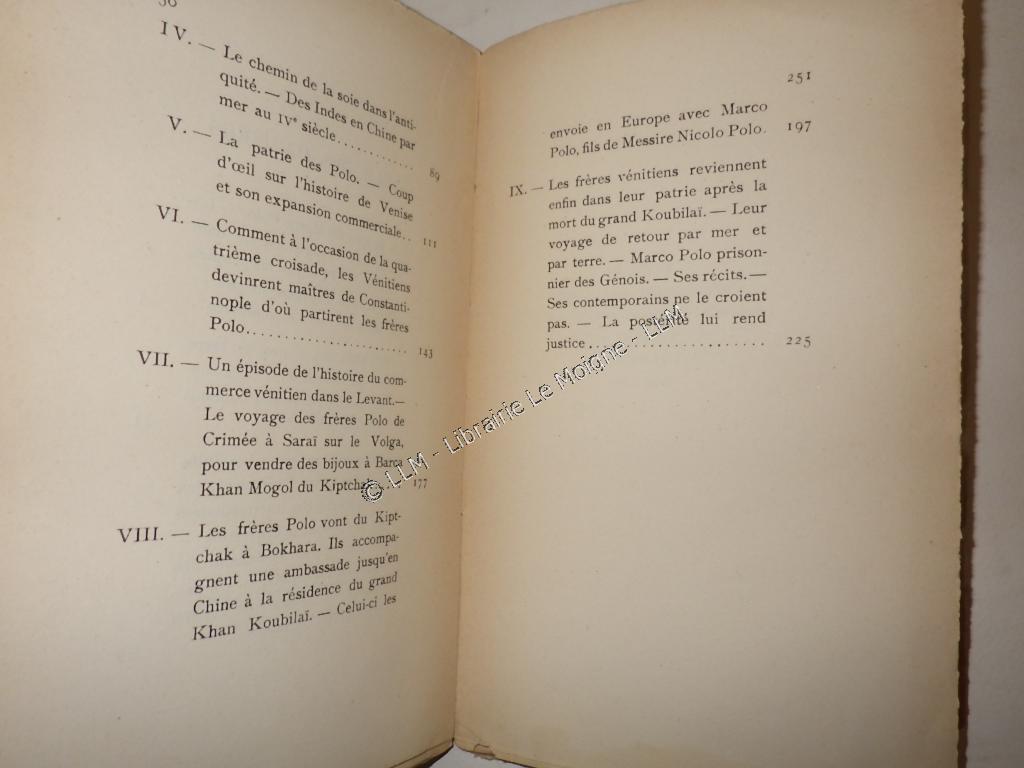 IV. — Le chemin de la soie dans l'anti-
quité. — Des Indes en Chine par
mer au IVe siècle............ 89
V. — La patrie des Polo. — Coup
d'œil sur l'histoire de Venise
et son expansion commerciale.. 111
VI. — Comment à l'occasion de la qua-
trième croisade, les Vénitiens
devinrent maîtres de Constanti-
nople d'où partirent les frères
Polo...................... 143
VII. — Un épisode de l'histoire du com-
merce vénitien dans le Levant.—
Le voyage des frères Polo de
Crimée à Saraï sur le Volga,
pour vendre des bijoux à Barca
Khan Mogol du Kiptchak.... 177
VIII. — Les frères Polo vont du Kipt-
chak à Bokhara. Ils accompa-
gnent une ambassade jusqu'en
Chine à la résidence du grand
Khan Koubilaï. — Celui-ci les
251
envoie en Europe avec Marco
Polo, fils de Messire Nicolo Polo. 197
IX. — Les frères vénitiens reviennent
enfin dans leur patrie après la
mort du grand Koubilaï. — Leur
voyage de retour par mer et
par terre. — Marco Polo prison-
nier des Génois. — Ses récits. —
Ses contemporains ne le croient
pas. — La postérité lui rend
justice...................... 225
© LLM - Librairie Le Moigne - LLM